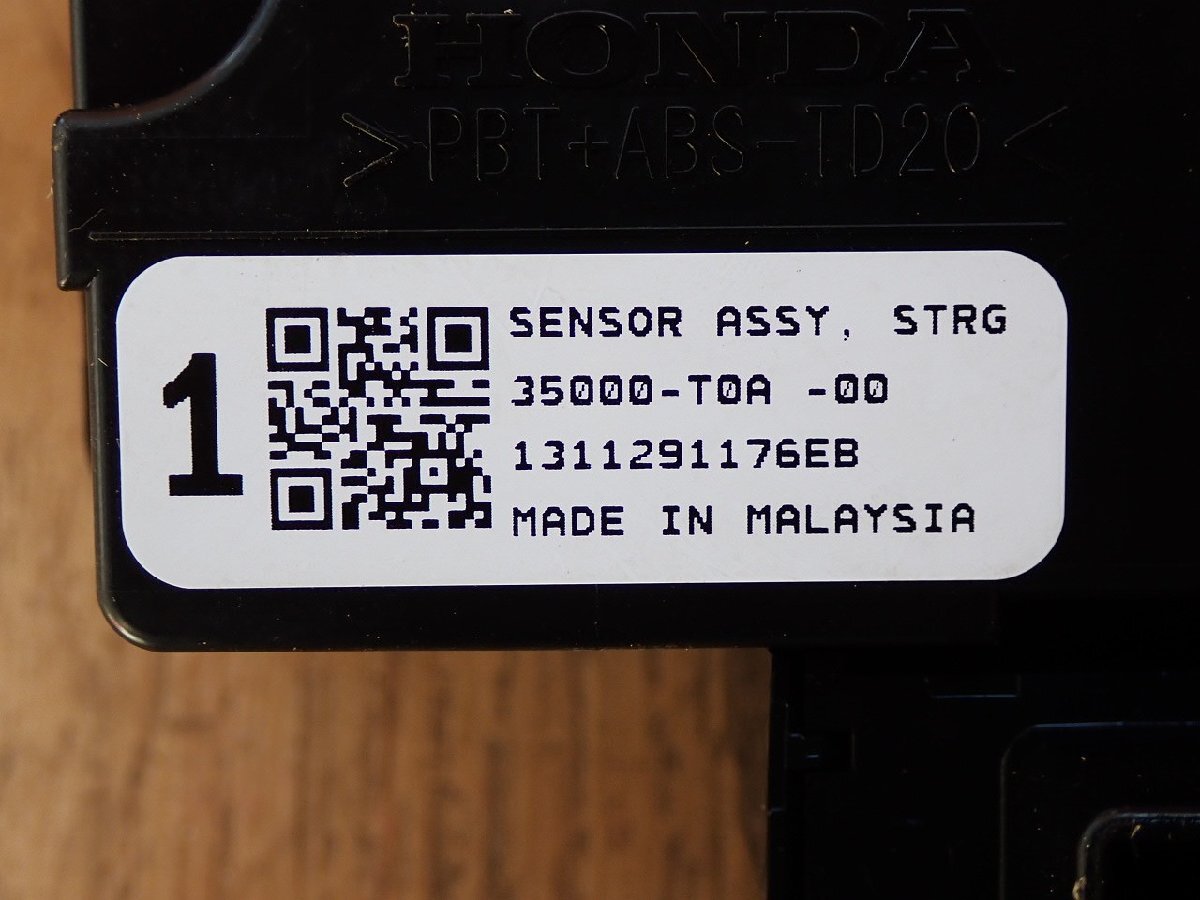 HONDA
>PBT+ABS-TD20<
1
SENSOR ASSY, STRG
35000-T0A -00
1311291176EB
MADE IN MALAYSIA